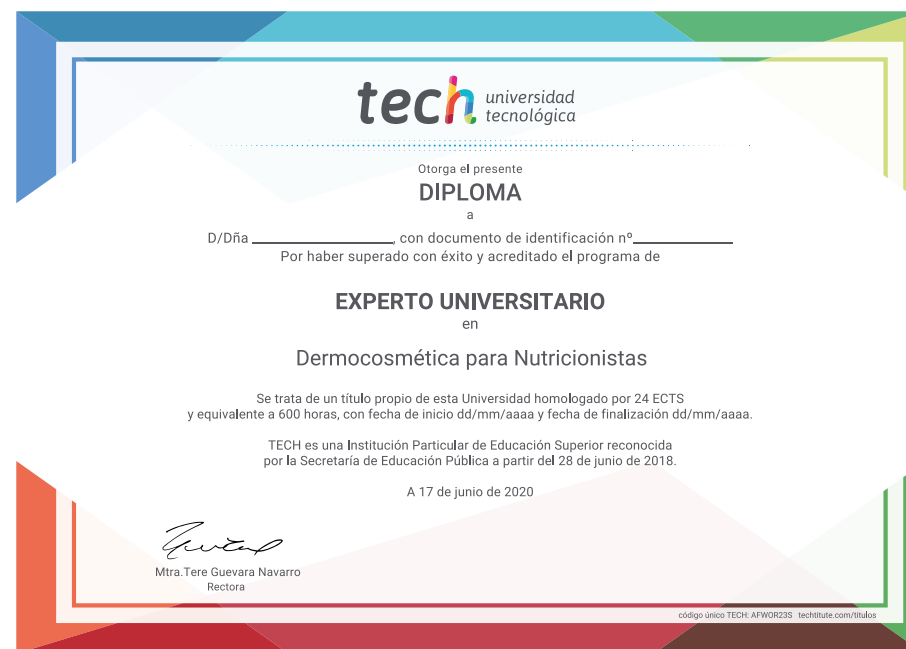 tech universidad
tecnológica
Otorga el presente
DIPLOMA
a
D/Dña ____________________, con documento de identificación nº______________
Por haber superado con éxito y acreditado el programa de
EXPERTO UNIVERSITARIO
en
Dermocosmética para Nutricionistas
Se trata de un título propio de esta Universidad homologado por 24 ECTS
y equivalente a 600 horas, con fecha de inicio dd/mm/aaaa y fecha de finalización dd/mm/aaaa.
TECH es una Institución Particular de Educación Superior reconocida
por la Secretaría de Educación Pública a partir del 28 de junio de 2018.
A 17 de junio de 2020
Mtra.Tere Guevara Navarro
Rectora
código único TECH: AFWOR23S techtitute.com/titulos